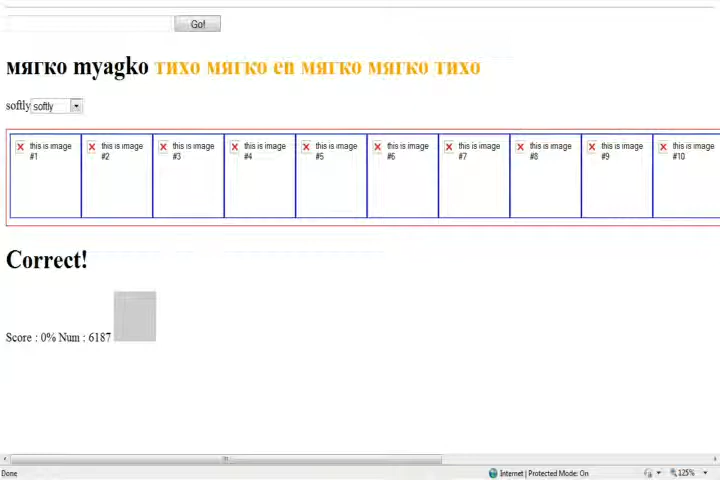 Go!
мягко myagko тихо мягко en мягко мягко тихо
softly softly
this is image #1 this is image #2 this is image #3 this is image #4 this is image #5 this is image #6 this is image #7 this is image #8 this is image #9 this is image #10
Correct!
Score : 0% Num : 6187
Done Internet | Protected Mode: On 125%